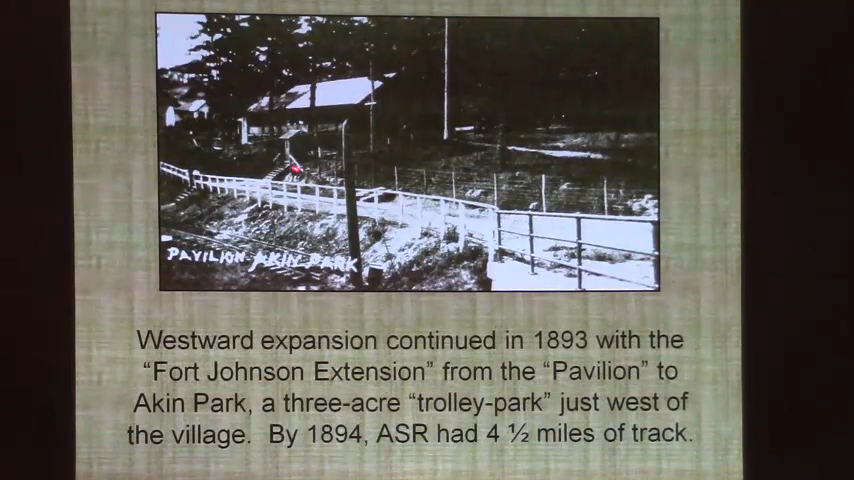 PAVILION AKIN PARK
Westward expansion continued in 1893 with the
“Fort Johnson Extension” from the “Pavilion” to
Akin Park, a three-acre “trolley-park” just west of
the village.  By 1894, ASR had 4 ½ miles of track.